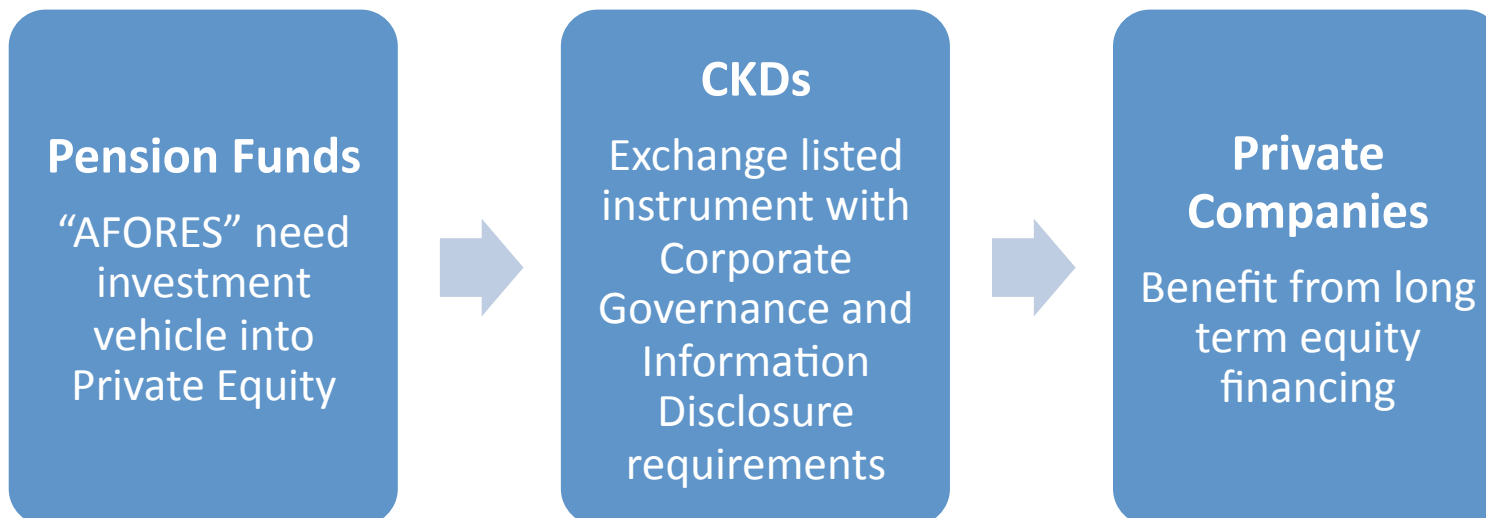 Pension Funds
“AFORES” need
investment
vehicle into
Private Equity
CKDs
Exchange listed
instrument with
Corporate
Governance and
Information
Disclosure
requirements
Private
Companies
Benefit from long
term equity
financing